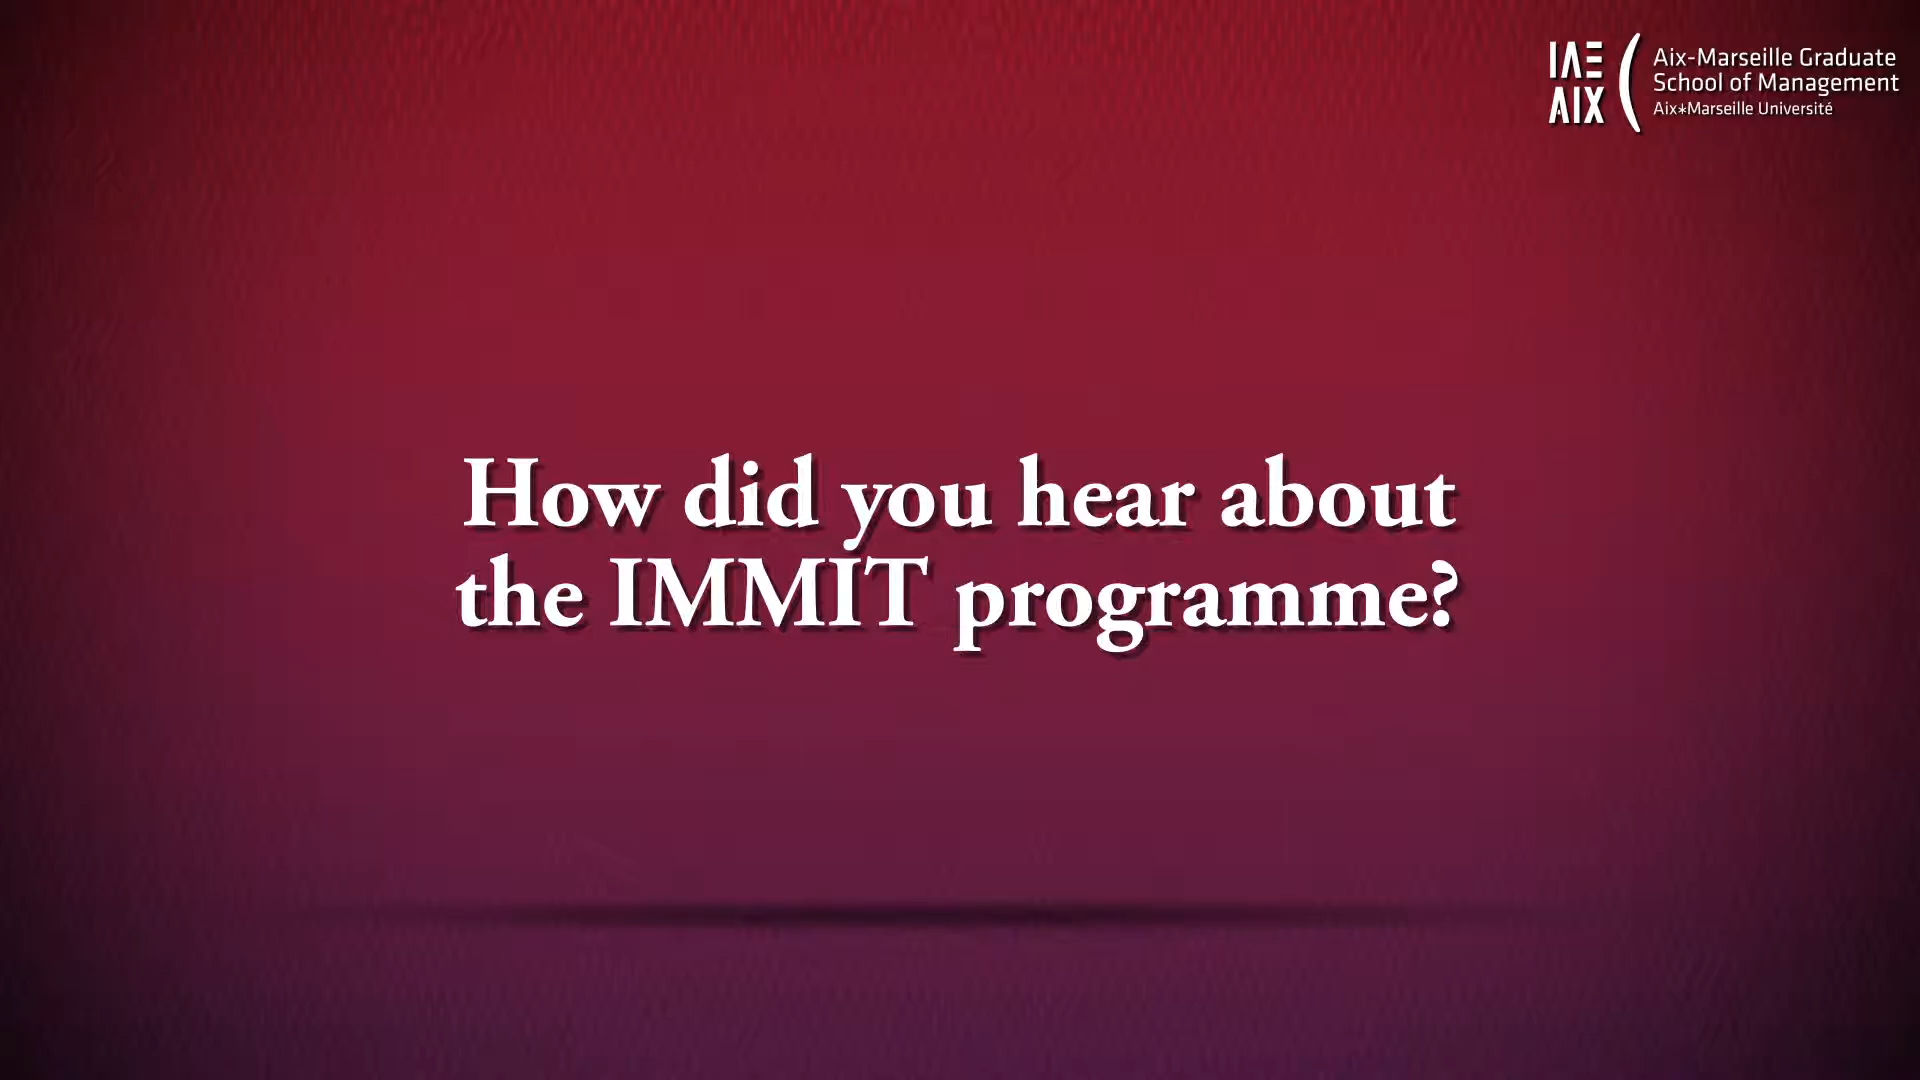 IAE
AIX
Aix-Marseille Graduate
School of Management
Aix*Marseille Université
How did you hear about
the IMMIT programme?